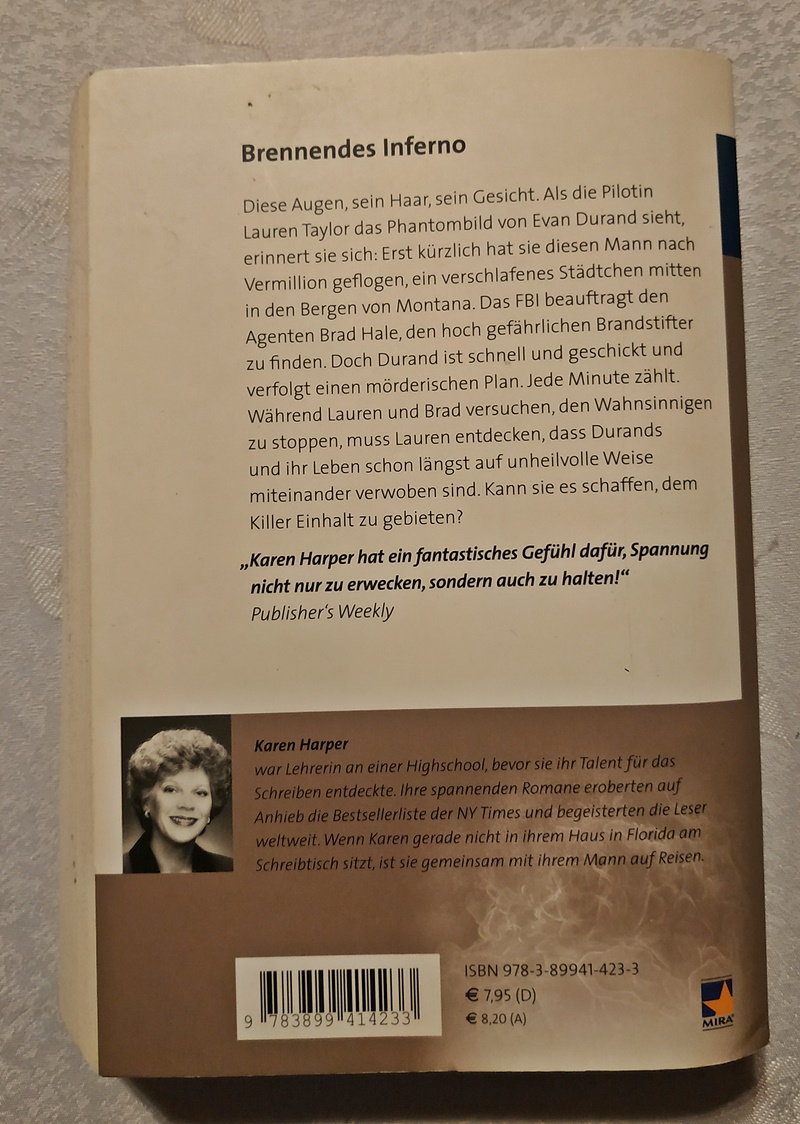 Brennendes Inferno
Diese Augen, sein Haar, sein Gesicht. Als die Pilotin
Lauren Taylor das Phantombild von Evan Durand sieht,
erinnert sie sich: Erst kürzlich hat sie diesen Mann nach
Vermillion geflogen, ein verschlafenes Städtchen mitten
in den Bergen von Montana. Das FBI beauftragt den
Agenten Brad Hale, den hoch gefährlichen Brandstifter
zu finden. Doch Durand ist schnell und geschickt und
verfolgt einen mörderischen Plan. Jede Minute zählt.
Während Lauren und Brad versuchen, den Wahnsinnigen
zu stoppen, muss Lauren entdecken, dass Durands
und ihr Leben schon längst auf unheilvolle Weise
miteinander verwoben sind. Kann sie es schaffen, dem
Killer Einhalt zu gebieten?
„Karen Harper hat ein fantastisches Gefühl dafür, Spannung
nicht nur zu erwecken, sondern auch zu halten!“
Publisher‘s Weekly
Karen Harper
war Lehrerin an einer Highschool, bevor sie ihr Talent für das
Schreiben entdeckte. Ihre spannenden Romane eroberten auf
Anhieb die Bestsellerliste der NY Times und begeisterten die Leser
weltweit. Wenn Karen gerade nicht in ihrem Haus in Florida am
Schreibtisch sitzt, ist sie gemeinsam mit ihrem Mann auf Reisen.
ISBN 978-3-89941-423-3
€ 7,95 (D)
€ 8,20 (A)
9 783899 414233
MIRA®